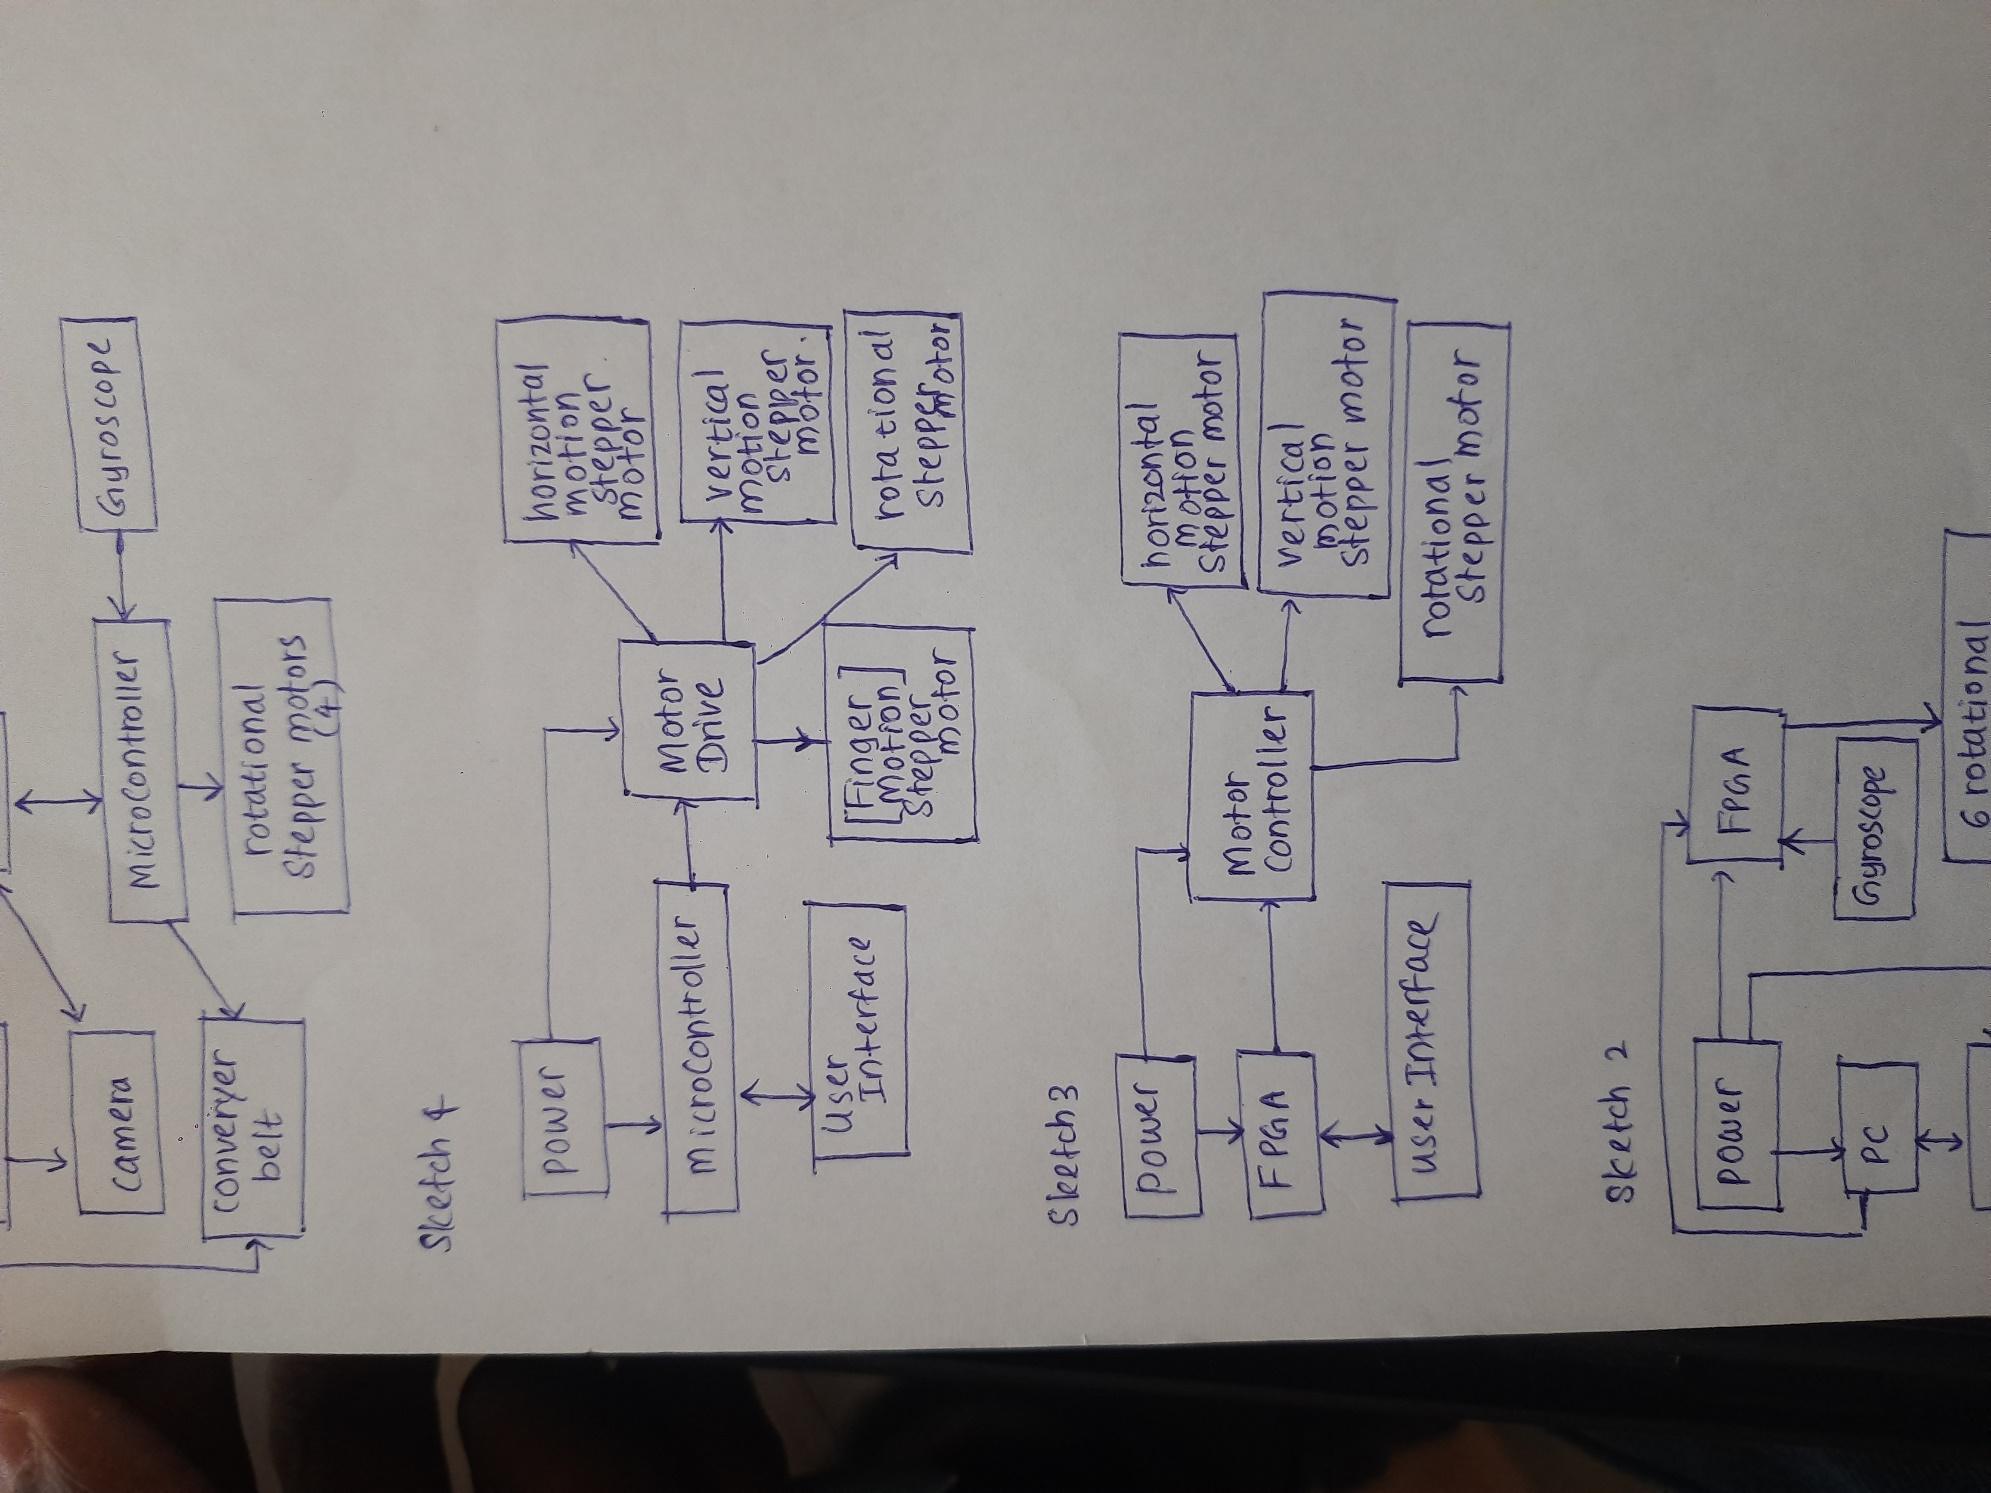 Gyroscope
MicroController
rotational
Stepper motors
(4)
Camera
converyer
belt
Sketch 4
power
Motor
Drive
horizontal
motion
stepper.
motor
vertical
motion
stepper
motor.
rotational
stepper
motor
[Finger]
[Motion]
Stepper
motor
MicroController
User
Interface
Sketch 3
power
Motor
Controller
horizontal
motion
Stepper motor
vertical
motion
Stepper motor
rotational
Stepper motor
FPGA
User Interface
Sketch 2
power
FPGA
PC
Gyroscope
6 rotational